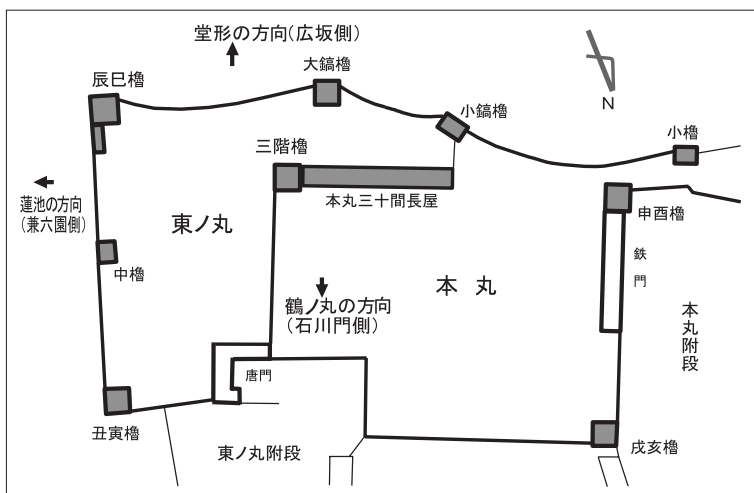 堂形の方向(広坂側)
大鎬櫓
辰巳櫓
小鎬櫓
N
小櫓
三階櫓
本丸三十間長屋
蓮池の方向
(兼六園側)
東ノ丸
申酉櫓
鉄門
中櫓
鶴ノ丸の方向
(石川門側)
本丸
本丸附段
唐門
丑寅櫓
東ノ丸附段
戌亥櫓